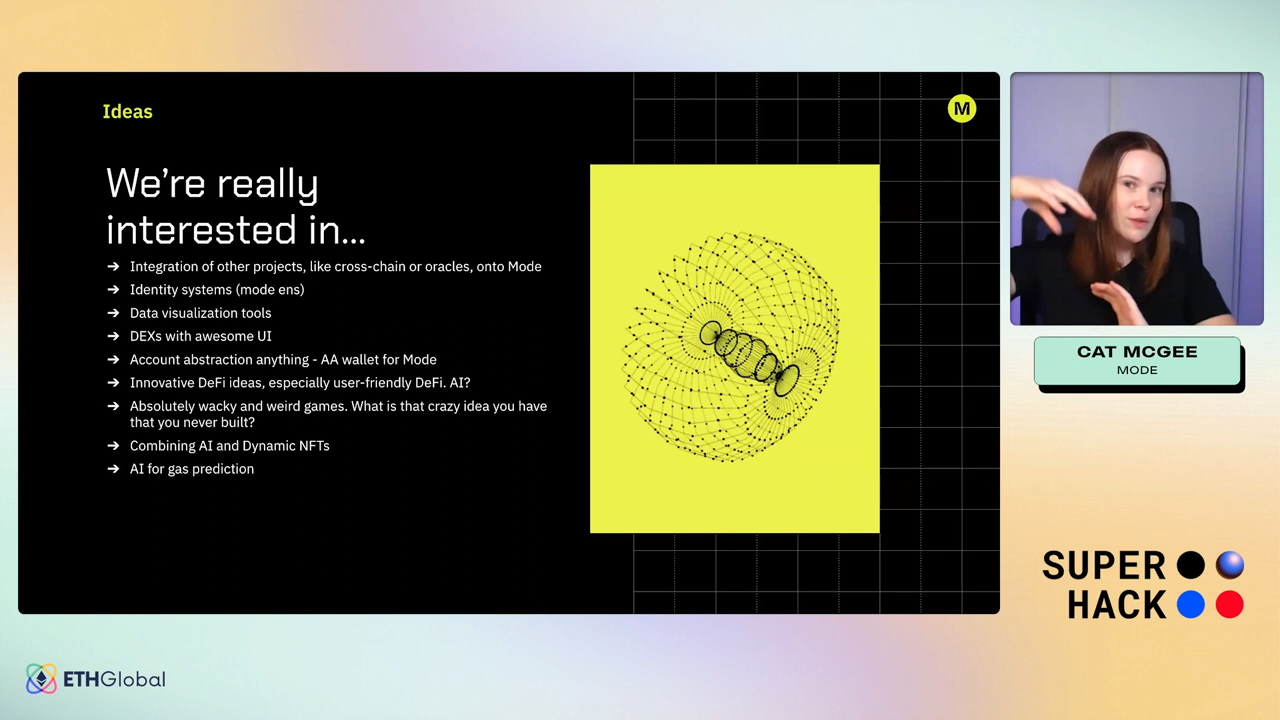 Ideas
M
We're really
interested in...
➔ Integration of other projects, like cross-chain or oracles, onto Mode
➔ Identity systems (mode ens)
➔ Data visualization tools
➔ DEXs with awesome UI
➔ Account abstraction anything - AA wallet for Mode
➔ Innovative DeFi ideas, especially user-friendly DeFi. AI?
➔ Absolutely wacky and weird games. What is that crazy idea you have
that you never built?
➔ Combining AI and Dynamic NFTs
➔ AI for gas prediction
CAT MCGEE
MODE
SUPER
HACK
ETHGlobal